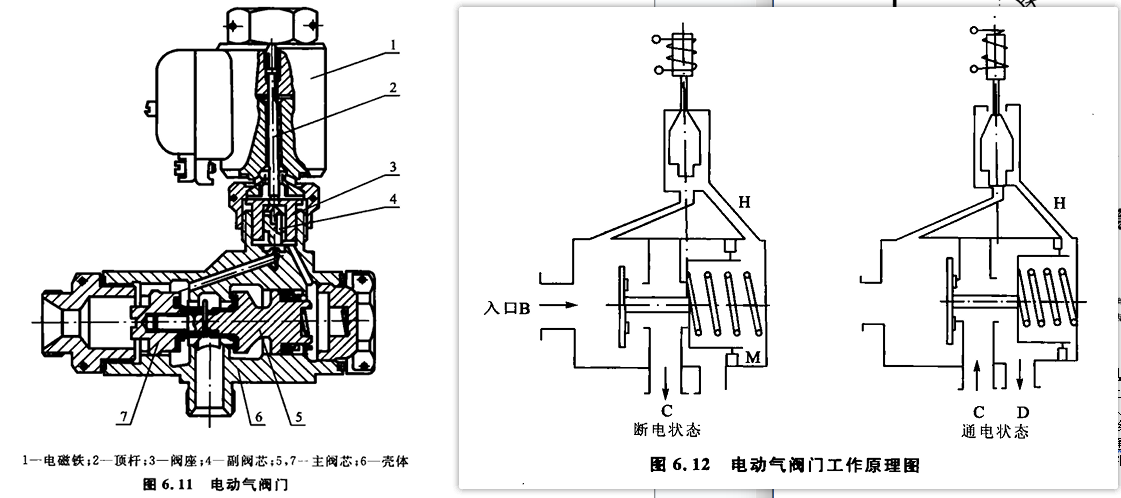 1
2
3
4
7
6
5
1—电磁铁;2—顶杆;3—阀座;4—副阀芯;5,7—主阀芯;6—壳体
图 6.11 电动气阀门
H
H
入口B
M
C
C
D
断电状态
通电状态
图 6.12 电动气阀门工作原理图